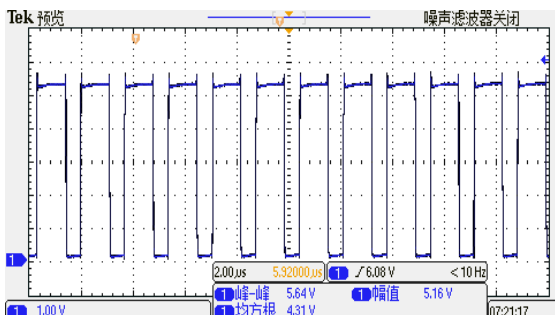 Tek 预览 噪声滤波器关闭
T
T
1
2.00 μs 5.92000 μs 1 6.08 V < 10 Hz
1 峰-峰 5.64 V 1 幅值 5.16 V
1 1.00 V 1 均方根 4.31 V 07:21:17